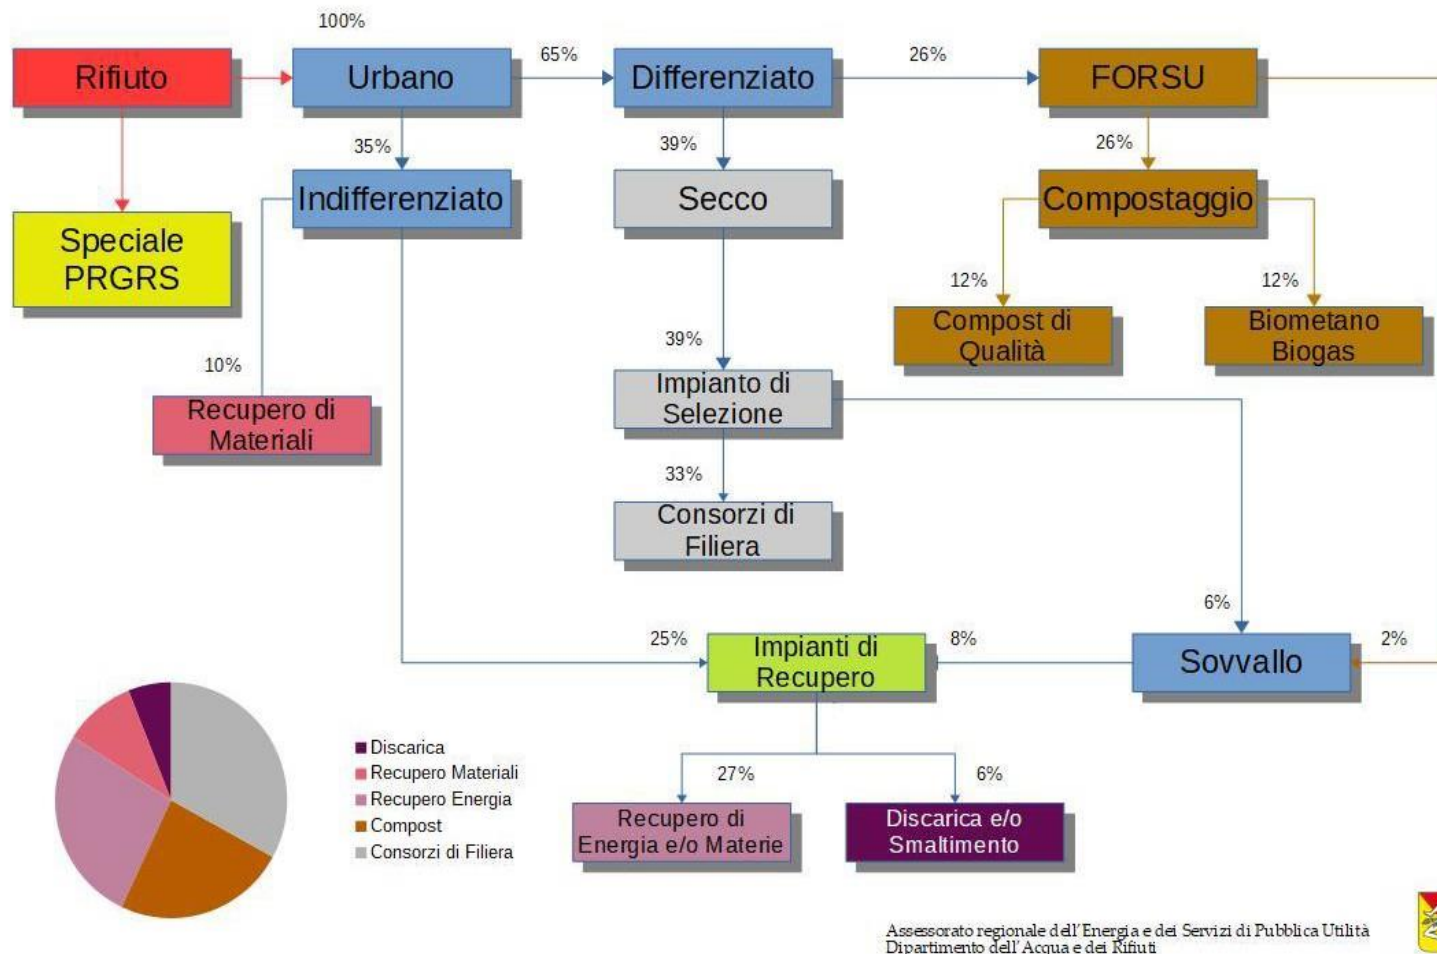 100%
Rifiuto
Urbano
65%
Differenziato
26%
FORSU
35%
39%
26%
Indifferenziato
Secco
Compostaggio
Speciale
PRGRS
12%
12%
Compost di
Qualità
Biometano
Biogas
10%
39%
Recupero di
Materiali
Impianto di
Selezione
33%
Consorzi di
Filiera
6%
25%
Impianti di
Recupero
8%
Sovvallo
2%
27%
6%
Recupero di
Energia e/o Materie
Discarica e/o
Smaltimento
Discarica
Recupero Materiali
Recupero Energia
Compost
Consorzi di Filiera
Assessorato regionale dell'Energia e dei Servizi di Pubblica Utilità
Dipartimento dell'Acqua e dei Rifiuti